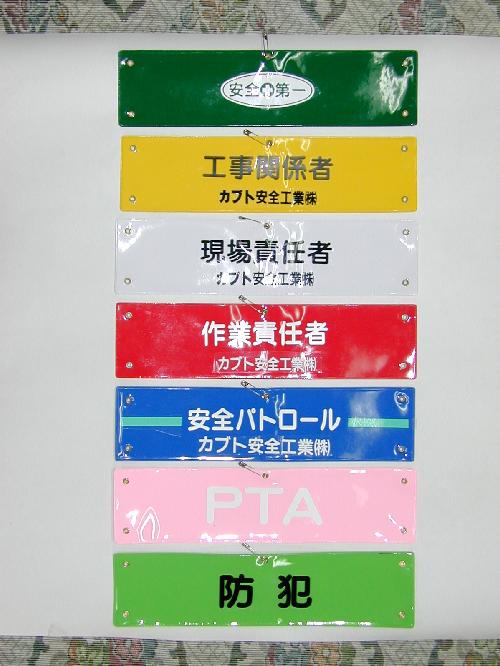 安全第一
工事関係者
カブト安全工業㈱
現場責任者
カブト安全工業㈱
作業責任者
カブト安全工業㈱
安全パトロール
カブト安全工業㈱
PTA
防犯